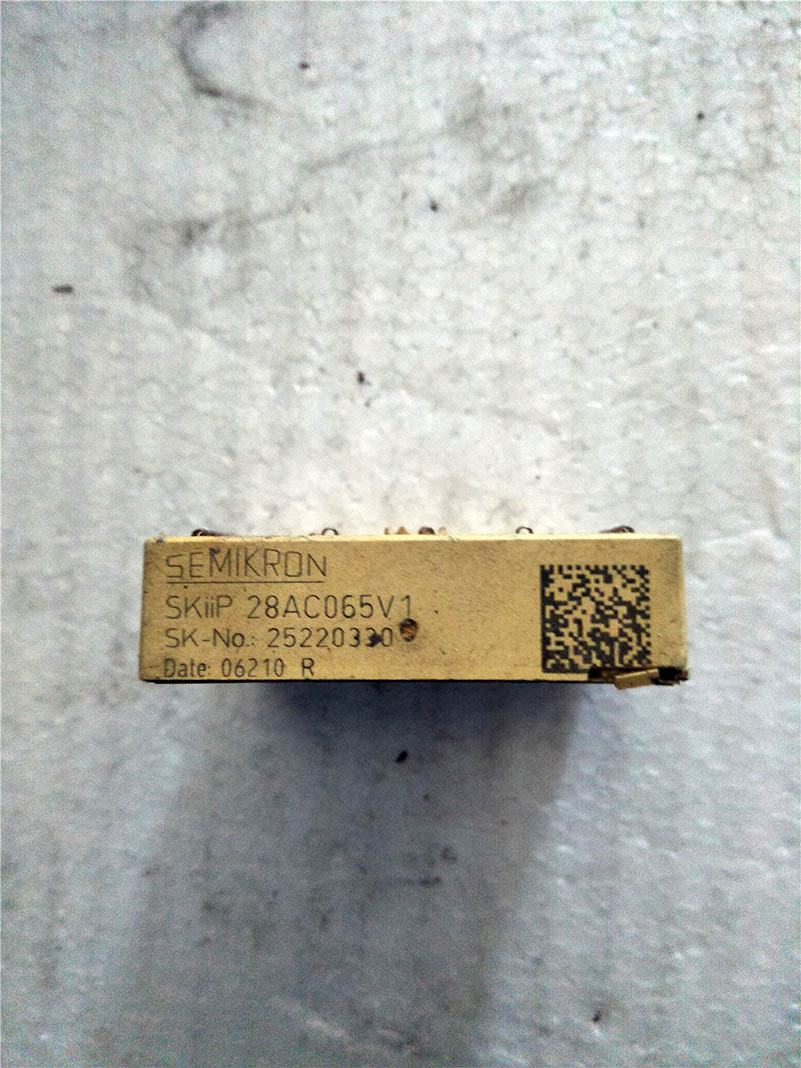 SEMIKRON
SKiiP 28AC065V1
SK-No.: 25220330
Date: 06210 R